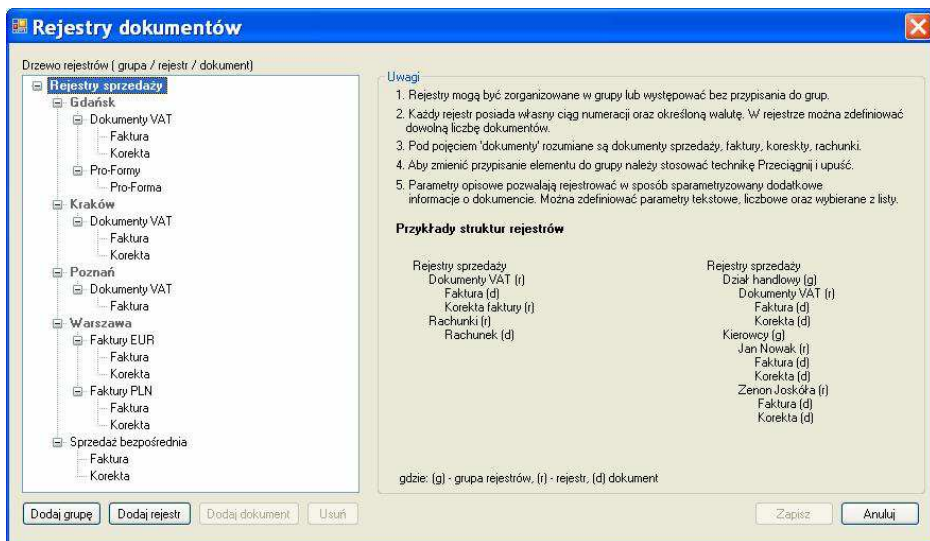 Rejestry dokumentów
Drzewo rejestrów ( grupa / rejestr / dokument)
Rejestry sprzedaży
Gdańsk
Dokumenty VAT
Faktura
Korekta
Pro-Formy
Pro-Forma
Kraków
Dokumenty VAT
Faktura
Korekta
Poznań
Dokumenty VAT
Faktura
Warszawa
Faktury EUR
Faktura
Korekta
Faktury PLN
Faktura
Korekta
Sprzedaż bezpośrednia
Faktura
Korekta
Uwagi
1. Rejestry mogą być zorganizowane w grupy lub występować bez przypisania do grup.
2. Każdy rejestr posiada własny ciąg numeracji oraz określoną walutę. W rejestrze można zdefiniować
dowolną liczbę dokumentów.
3. Pod pojęciem 'dokumenty' rozumiane są dokumenty sprzedaży, faktury, koreskty, rachunki.
4. Aby zmienić przypisanie elementu do grupy należy stosować technikę Przeciągnij i upuść.
5. Parametry opisowe pozwalają rejestrować w sposób sparametryzowany dodatkowe
informacje o dokumencie. Można zdefiniować parametry tekstowe, liczbowe oraz wybierane z listy.
Przykłady struktur rejestrów
Rejestry sprzedaży
Dokumenty VAT (r)
Faktura (d)
Korekta faktury (r)
Rachunki (r)
Rachunek (d)
Rejestry sprzedaży
Dział handlowy (g)
Dokumenty VAT (r)
Faktura (d)
Korekta (d)
Kierowcy (g)
Jan Nowak (r)
Faktura (d)
Korekta (d)
Zenon Joskóła (r)
Faktura (d)
Korekta (d)
gdzie: (g) - grupa rejestrów, (r) - rejestr, (d) dokument
Dodaj grupę Dodaj rejestr Dodaj dokument Usuń Zapisz Anuluj